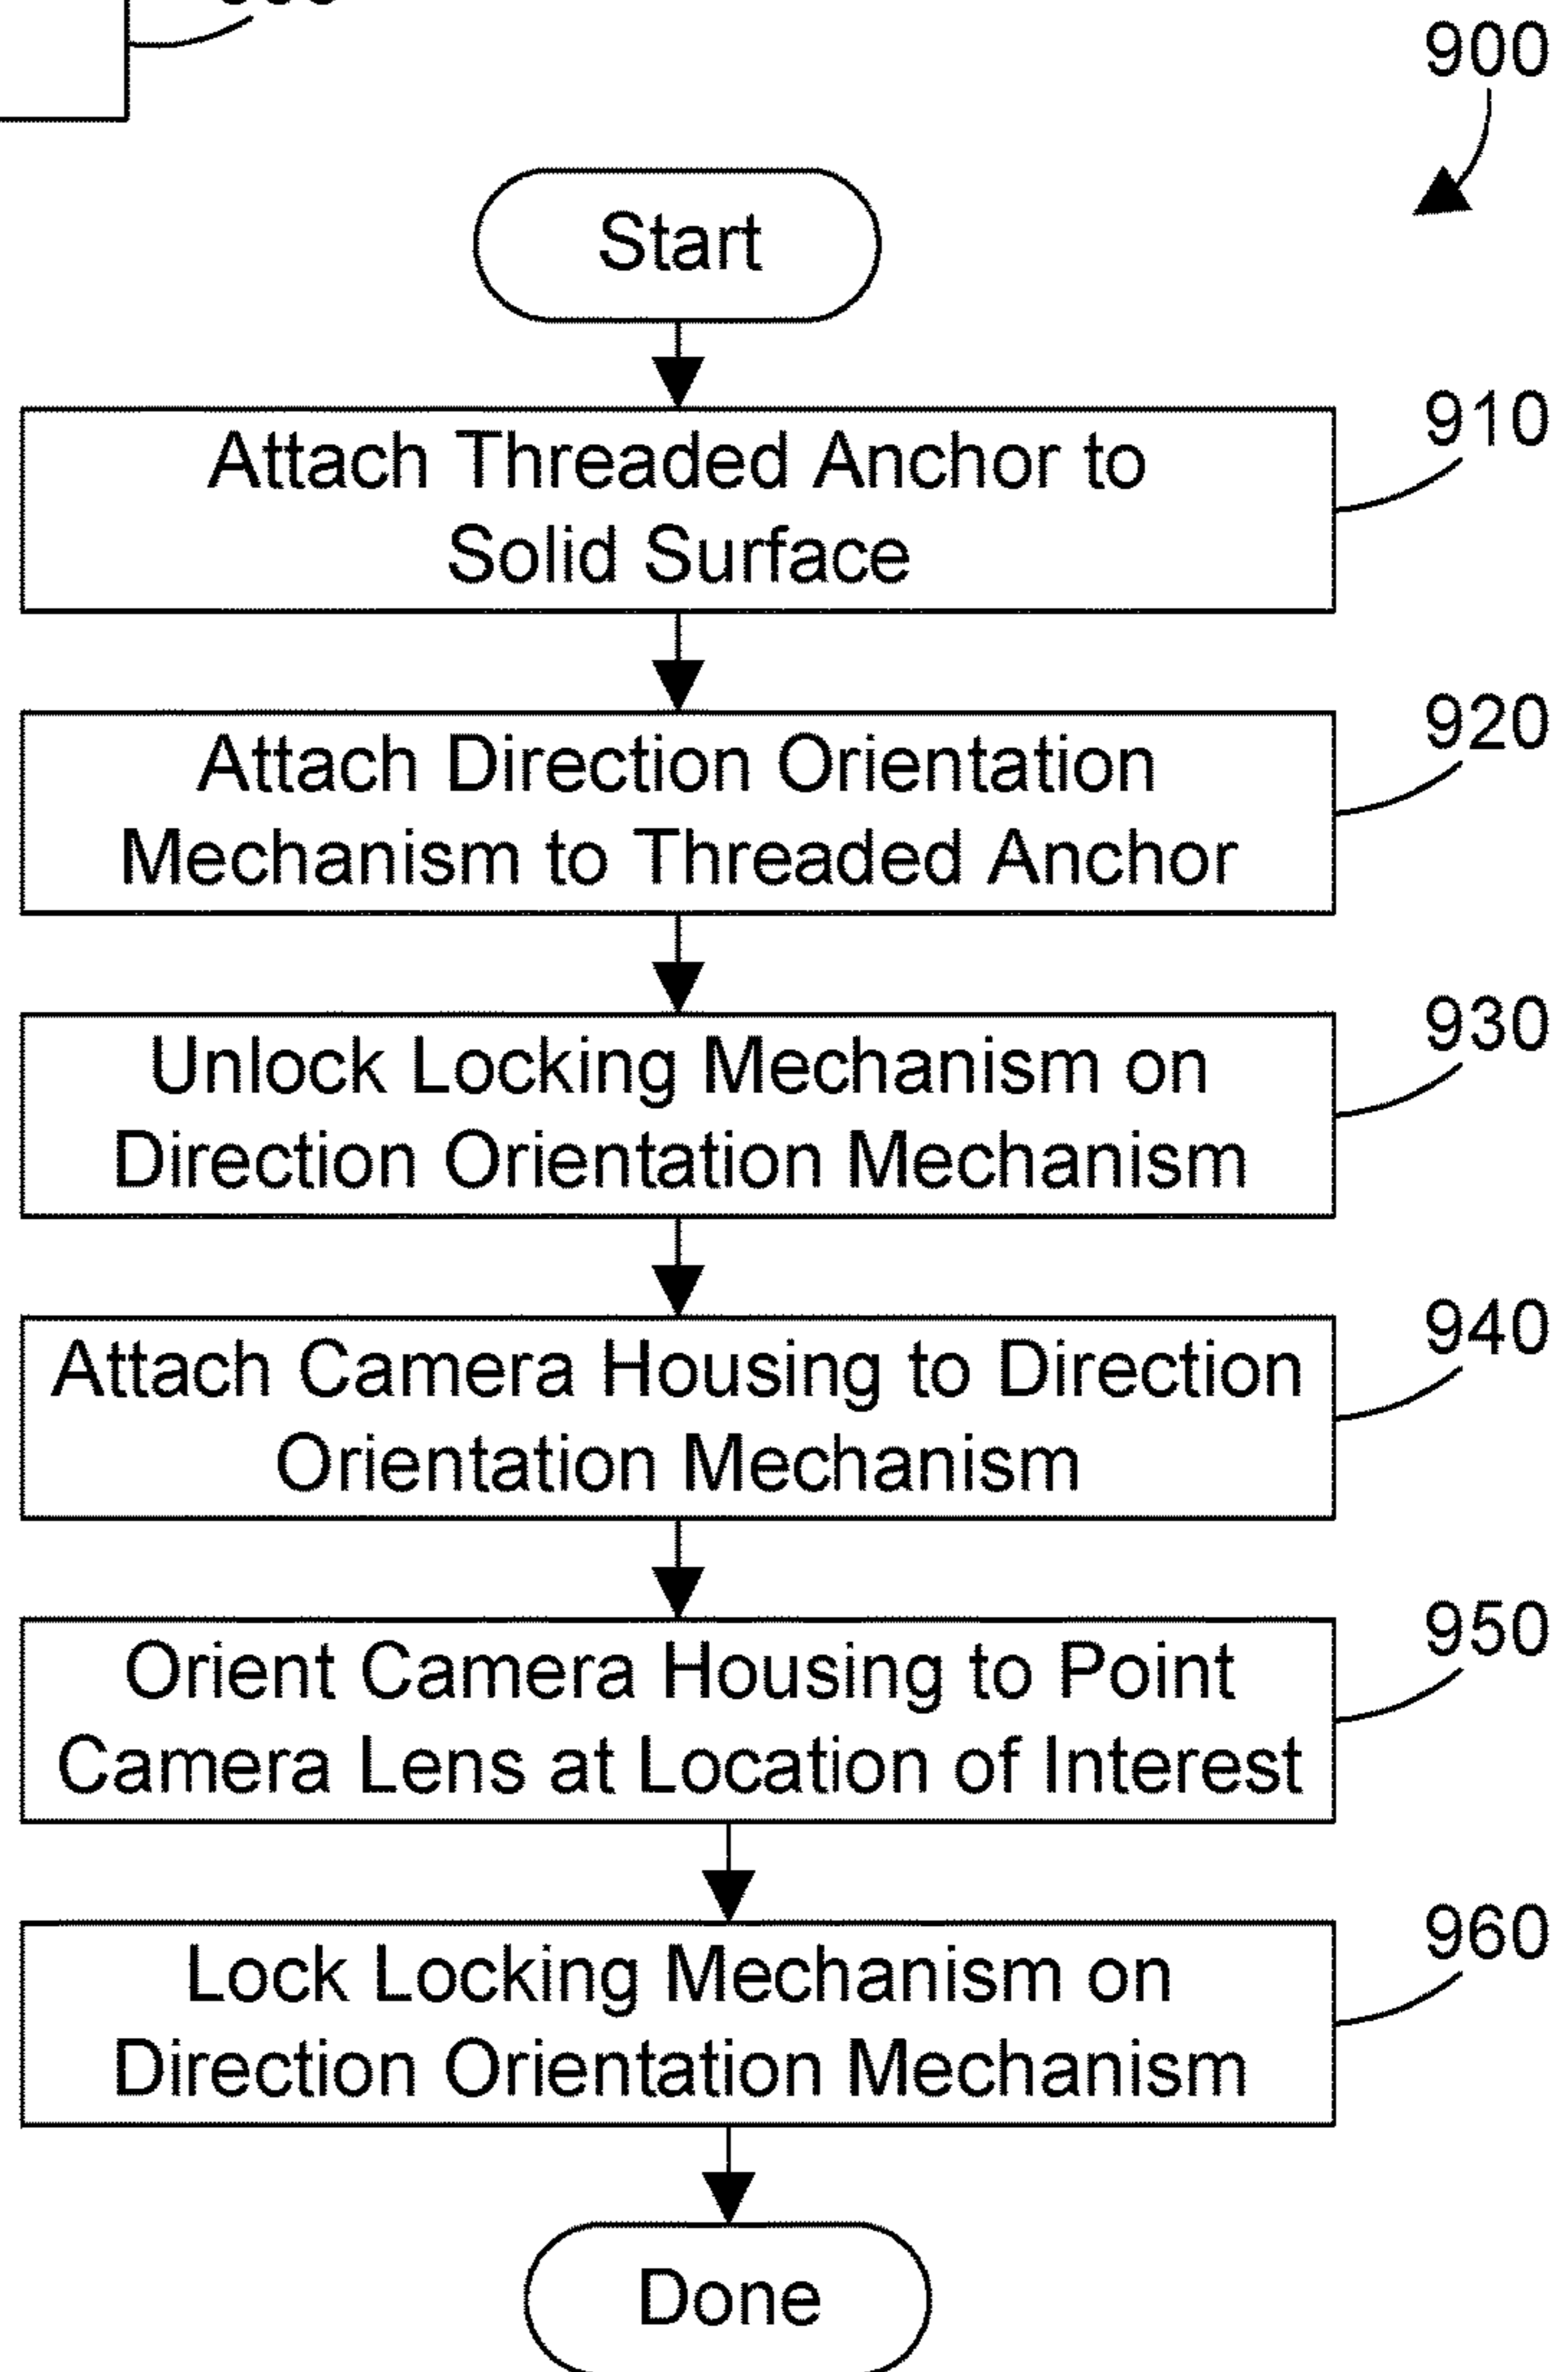 900
Start
Attach Threaded Anchor to
Solid Surface
910
Attach Direction Orientation
Mechanism to Threaded Anchor
920
Unlock Locking Mechanism on
Direction Orientation Mechanism
930
Attach Camera Housing to Direction
Orientation Mechanism
940
Orient Camera Housing to Point
Camera Lens at Location of Interest
950
Lock Locking Mechanism on
Direction Orientation Mechanism
960
Done